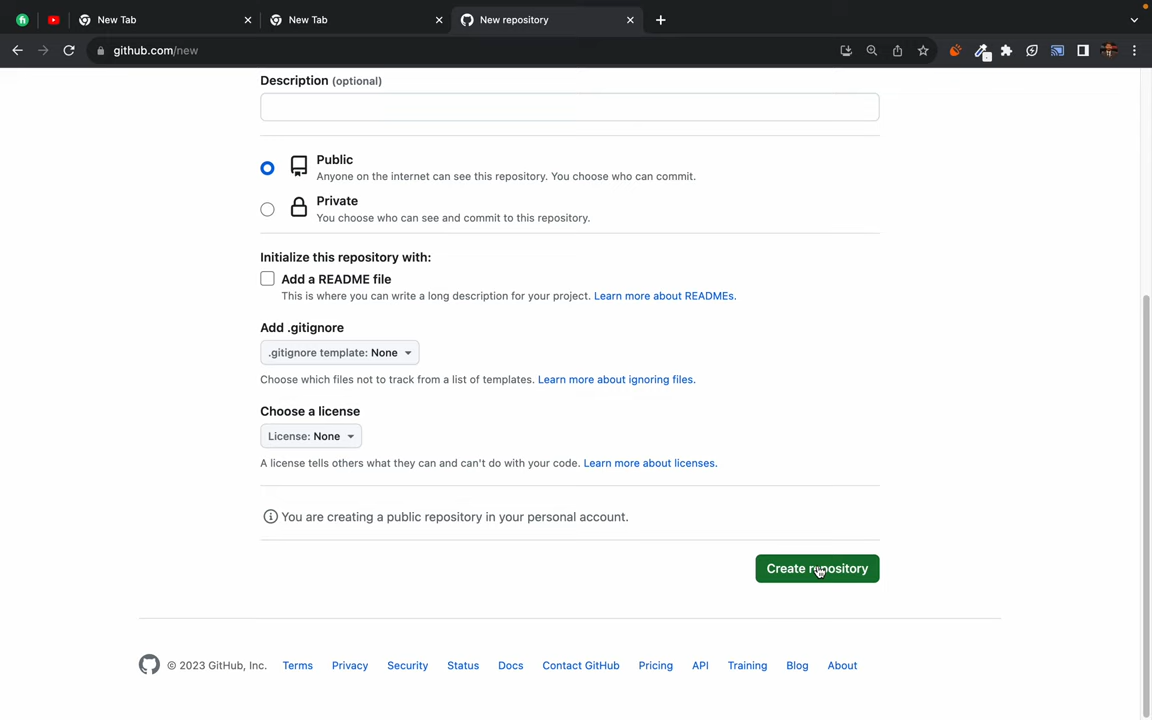 New Tab
New Tab
New repository
github.com/new
Description (optional)
Public
Anyone on the internet can see this repository. You choose who can commit.
Private
You choose who can see and commit to this repository.
Initialize this repository with:
Add a README file
This is where you can write a long description for your project. Learn more about READMEs.
Add .gitignore
.gitignore template: None
Choose which files not to track from a list of templates. Learn more about ignoring files.
Choose a license
License: None
A license tells others what they can and can't do with your code. Learn more about licenses.
You are creating a public repository in your personal account.
Create repository
© 2023 GitHub, Inc. Terms Privacy Security Status Docs Contact GitHub Pricing API Training Blog About